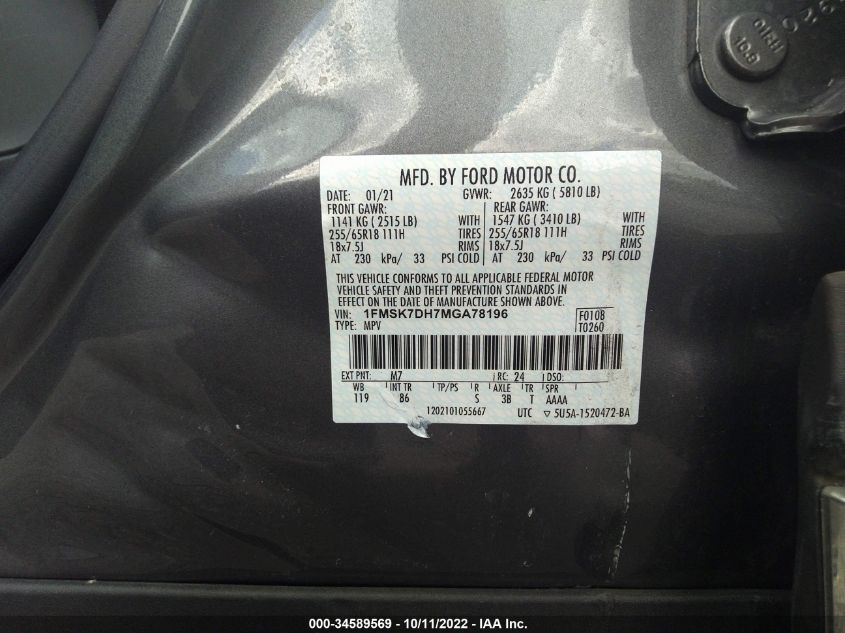 MFD. BY FORD MOTOR CO.
DATE: 01/21 GVWR: 2635 KG ( 5810 LB)
FRONT GAWR: REAR GAWR:
1141 KG ( 2515 LB) WITH 1547 KG ( 3410 LB) WITH
255/65R18 111H TIRES 255/65R18 111H TIRES
18x7.5J RIMS 18x7.5J RIMS
AT 230 kPa/ 33 PSI COLD AT 230 kPa/ 33 PSI COLD
THIS VEHICLE CONFORMS TO ALL APPLICABLE FEDERAL MOTOR
VEHICLE SAFETY AND THEFT PREVENTION STANDARDS IN
EFFECT ON THE DATE OF MANUFACTURE SHOWN ABOVE.
VIN: 1FMSK7DH7MGA78196 F0108
TYPE: MPV T0260
EXT PNT: M7 RC: 24 DSO:
WB INT TR TP/PS R AXLE TR SPR
119 86 S 3B T AAAA
1202101055667 UTC ▽ 5U5A-1520472-BA
10.9
000-34589569 - 10/11/2022 - IAA Inc.